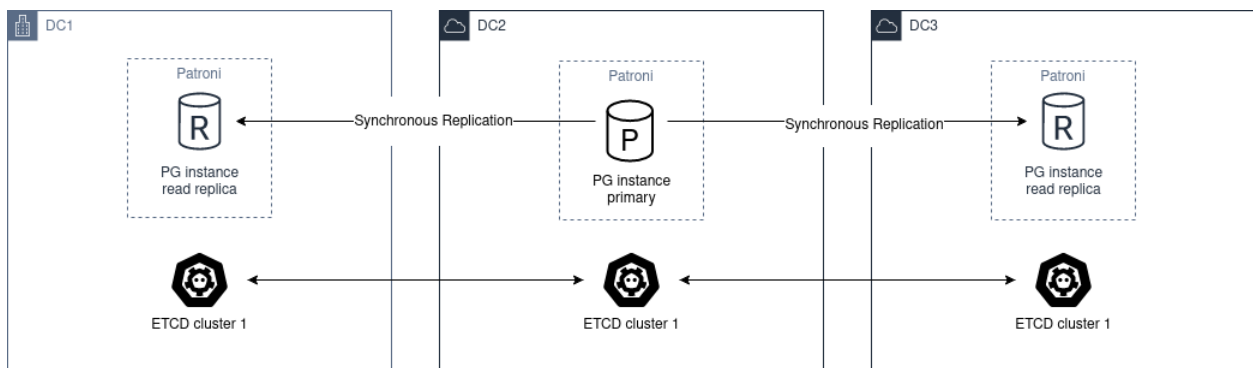 DC1
DC2
DC3
Patroni
Patroni
Patroni
R
Synchronous Replication
P
Synchronous Replication
R
PG instance
read replica
PG instance
primary
PG instance
read replica
ETCD cluster 1
ETCD cluster 1
ETCD cluster 1